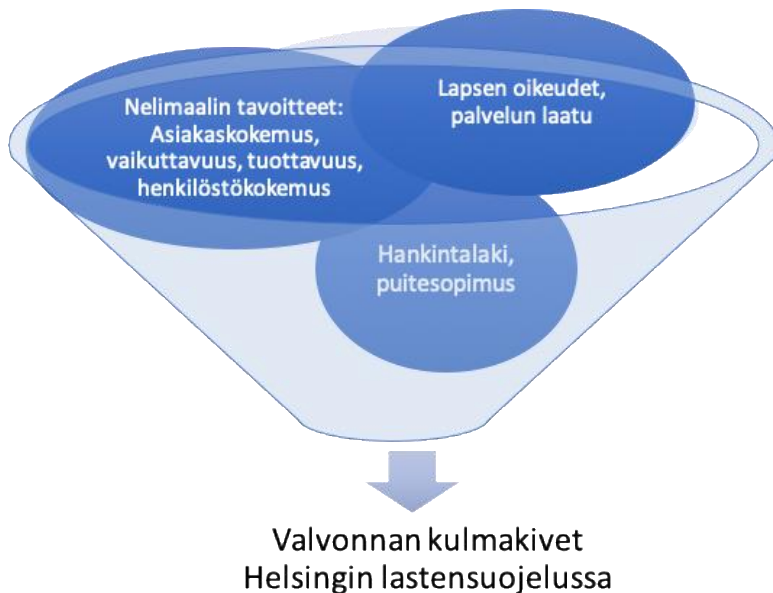 Nelimaalin tavoitteet:
Asiakaskokemus,
vaikuttavuus, tuottavuus,
henkilöstökokemus
Lapsen oikeudet,
palvelun laatu
Hankintalaki,
puitesopimus
Valvonnan kulmakivet
Helsingin lastensuojelussa